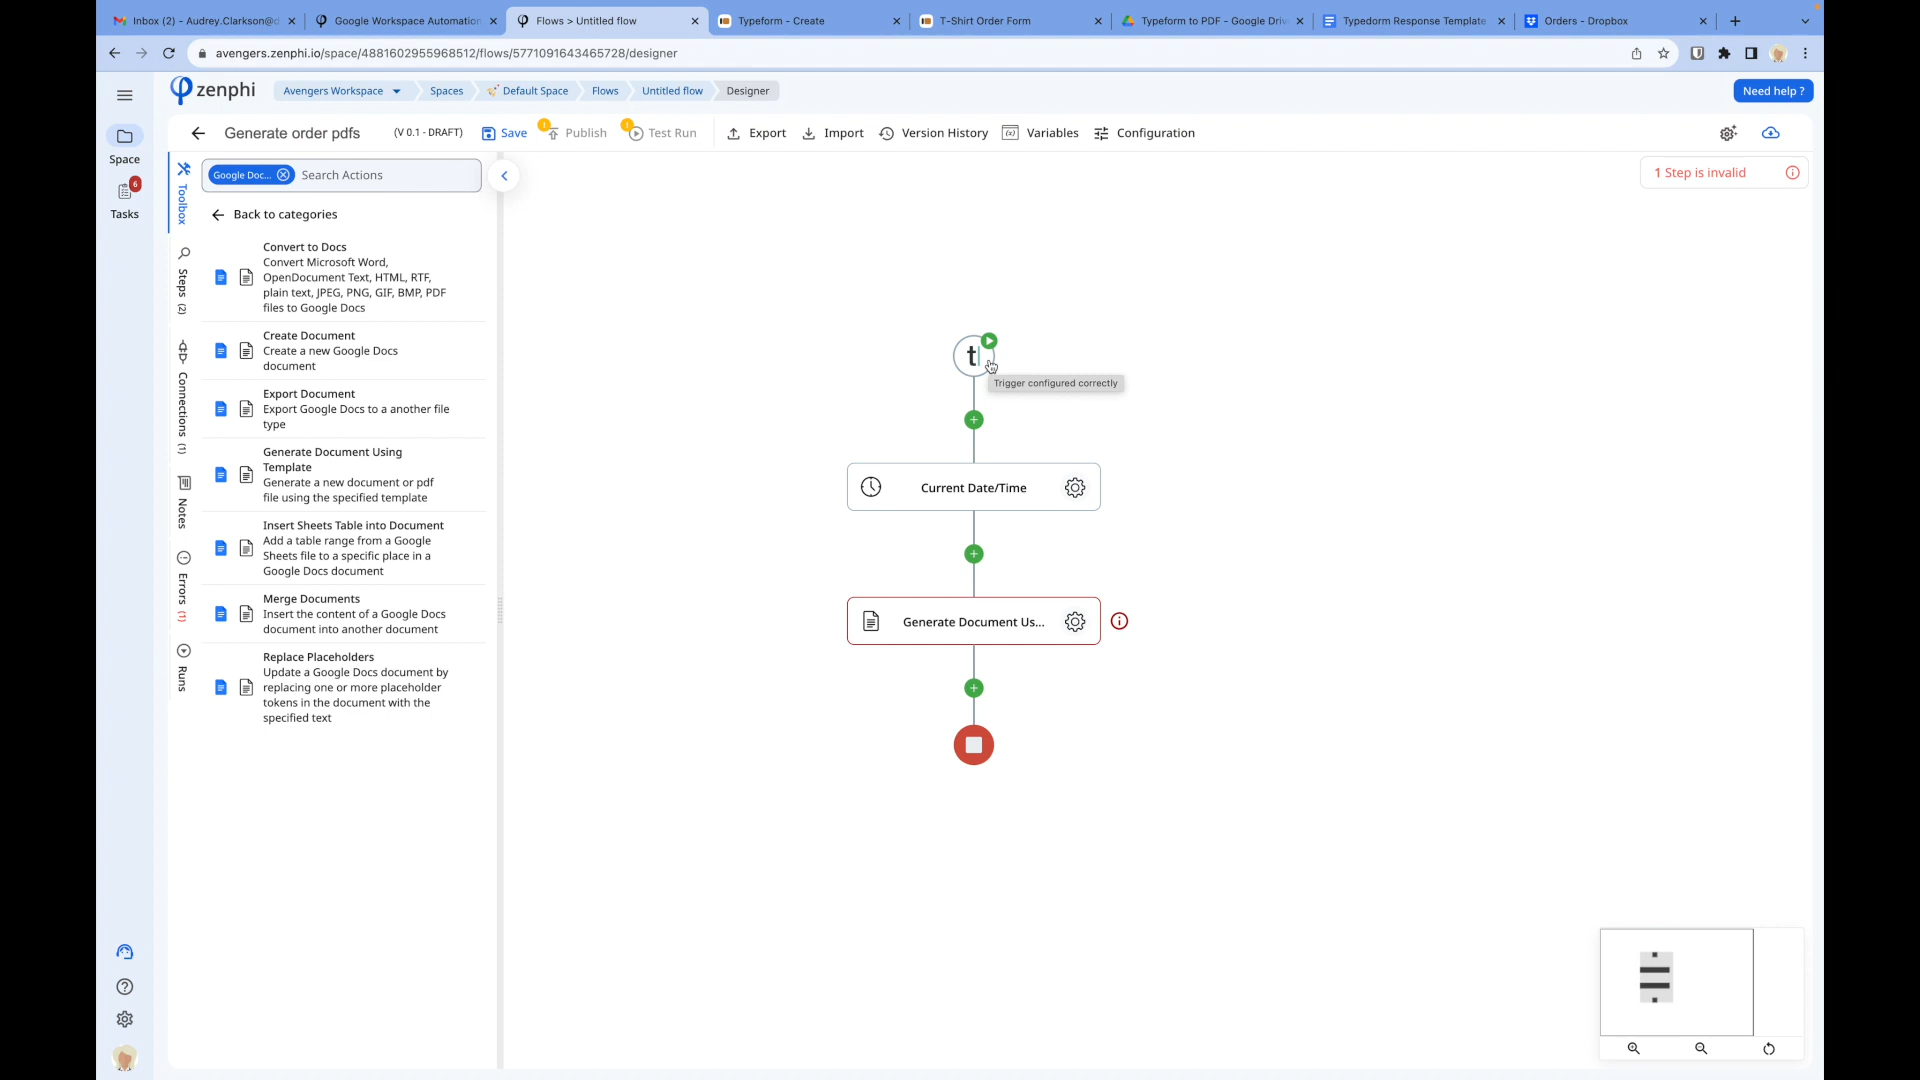 Inbox (2) - Audrey.Clarkson@d
Google Workspace Automation
Flows > Untitled flow
Typeform - Create
T-Shirt Order Form
Typeform to PDF - Google Driv
Typedorm Response Template
Orders - Dropbox
avengers.zenphi.io/space/4881602955968512/flows/5771091643465728/designer
zenphi
Avengers Workspace
Spaces
Default Space
Flows
Untitled flow
Designer
Need help ?
Generate order pdfs
(V 0.1 - DRAFT)
Save
Publish
Test Run
Export
Import
Version History
Variables
Configuration
Space
6
Tasks
Toolbox
Steps (2)
Connections (1)
Notes
Errors (1)
Runs
Google Doc...
Search Actions
Back to categories
Convert to Docs
Convert Microsoft Word,
OpenDocument Text, HTML, RTF,
plain text, JPEG, PNG, GIF, BMP, PDF
files to Google Docs
Create Document
Create a new Google Docs
document
Export Document
Export Google Docs to a another file
type
Generate Document Using
Template
Generate a new document or pdf
file using the specified template
Insert Sheets Table into Document
Add a table range from a Google
Sheets file to a specific place in a
Google Docs document
Merge Documents
Insert the content of a Google Docs
document into another document
Replace Placeholders
Update a Google Docs document by
replacing one or more placeholder
tokens in the document with the
specified text
1 Step is invalid
t
Trigger configured correctly
Current Date/Time
Generate Document Us...